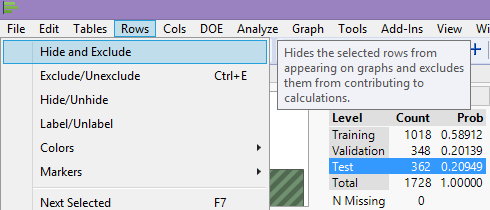 File Edit Tables Rows Cols DOE Analyze Graph Tools Add-Ins View Win
Hide and Exclude
Exclude/Unexclude Ctrl+E
Hide/Unhide
Label/Unlabel
Colors
Markers
Next Selected F7
Hides the selected rows from
appearing on graphs and excludes
them from contributing to
calculations.
Level Count Prob
Training 1018 0.58912
Validation 348 0.20139
Test 362 0.20949
Total 1728 1.00000
N Missing 0